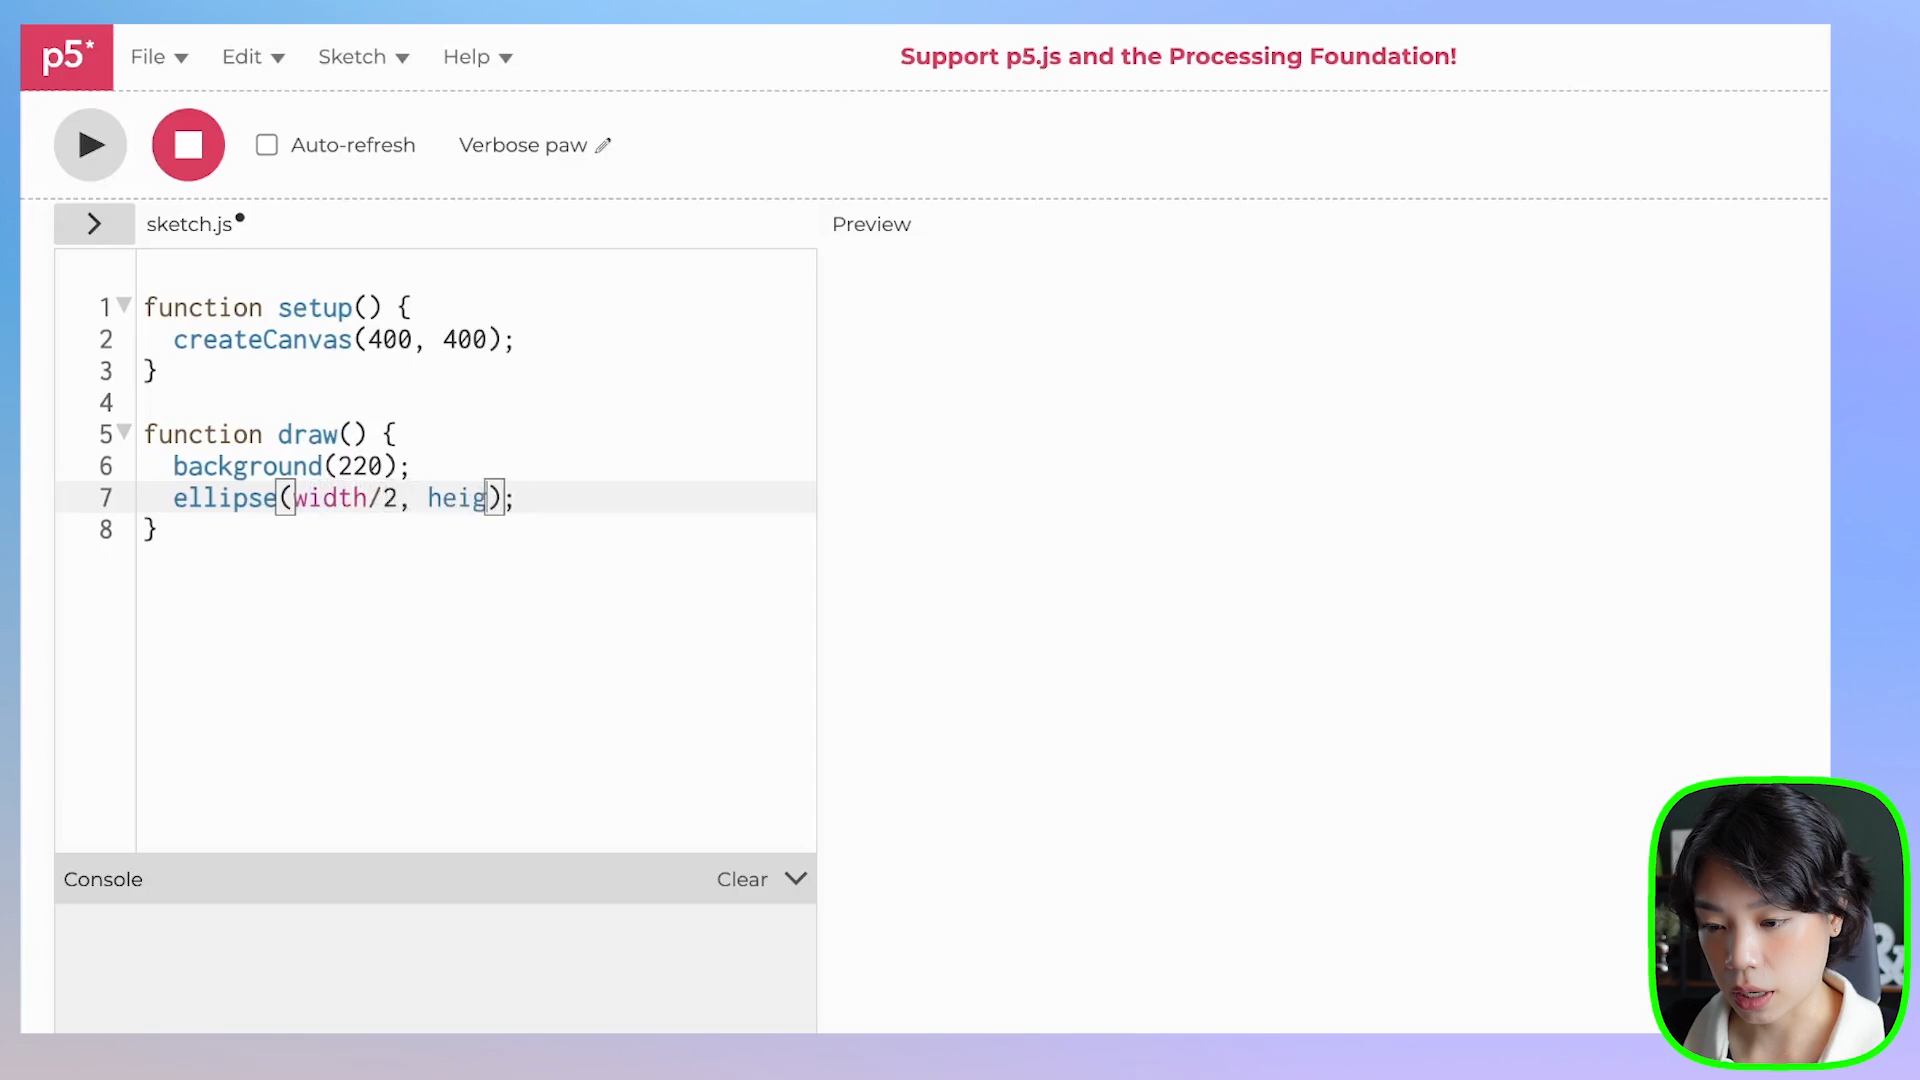 p5*
File Edit Sketch Help
Support p5.js and the Processing Foundation!
Auto-refresh
Verbose paw
sketch.js
Preview
1 function setup() {
2 createCanvas(400, 400);
3 }
4
5 function draw() {
6 background(220);
7 ellipse(width/2, heig);
8 }
Console
Clear
&